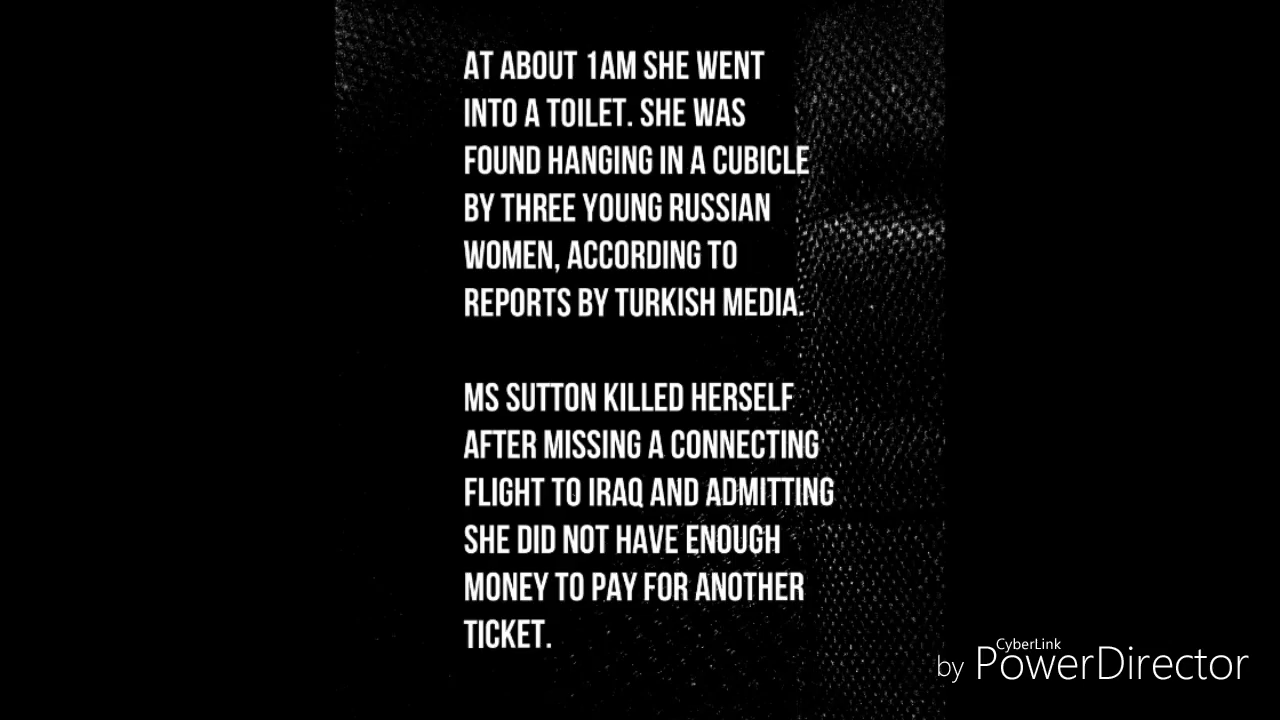 AT ABOUT 1AM SHE WENT
INTO A TOILET. SHE WAS
FOUND HANGING IN A CUBICLE
BY THREE YOUNG RUSSIAN
WOMEN, ACCORDING TO
REPORTS BY TURKISH MEDIA.
MS SUTTON KILLED HERSELF
AFTER MISSING A CONNECTING
FLIGHT TO IRAQ AND ADMITTING
SHE DID NOT HAVE ENOUGH
MONEY TO PAY FOR ANOTHER
TICKET.
CyberLink
by PowerDirector